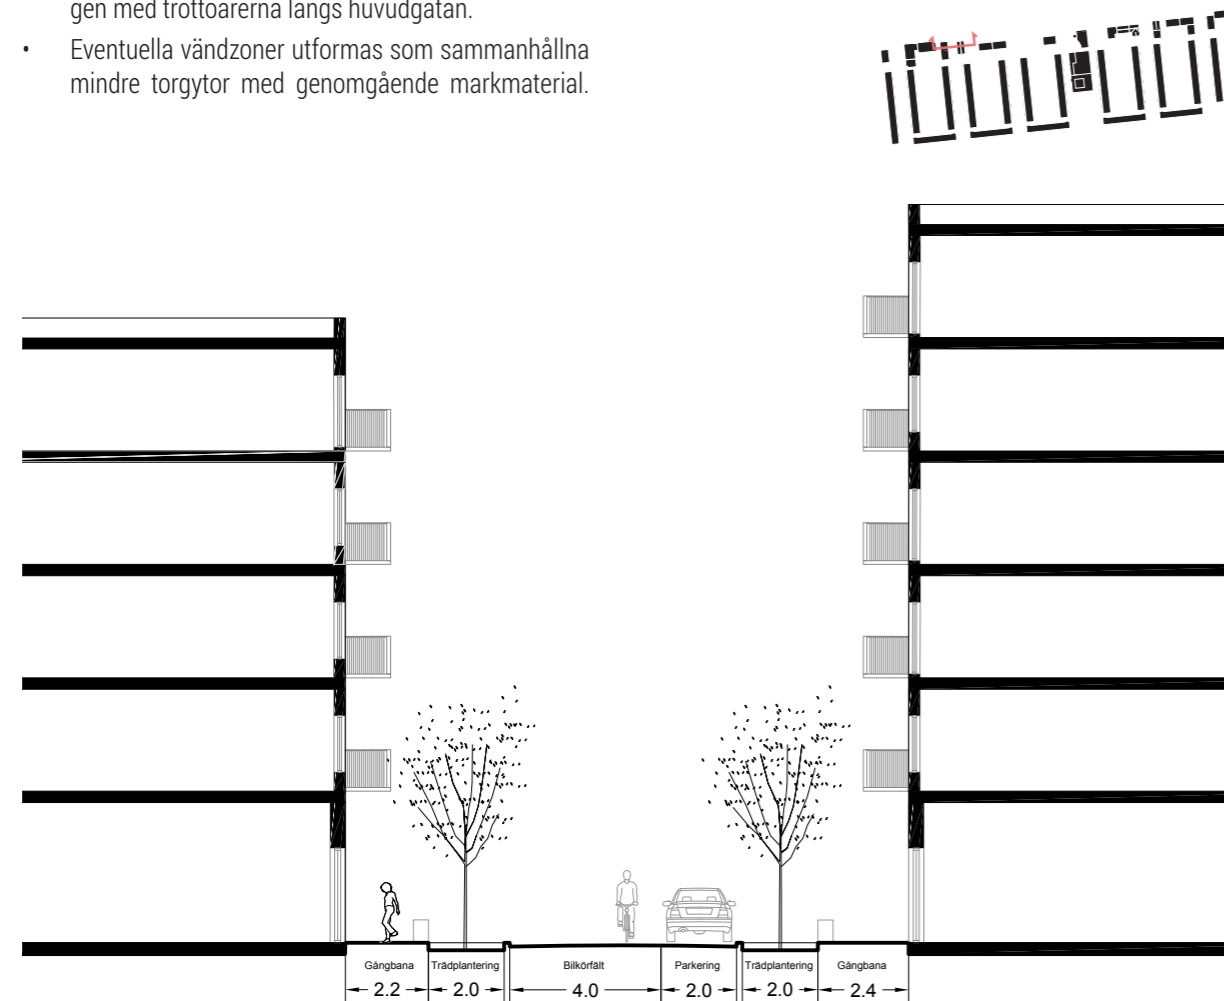 gen med trottoarerna längs huvudgatan.
• Eventuella vändzoner utformas som sammanhållna
mindre torgytor med genomgående markmaterial.
Gångbana Trädplantering Bilkörfält Parkering Trädplantering Gångbana
2.2 2.0 4.0 2.0 2.0 2.4